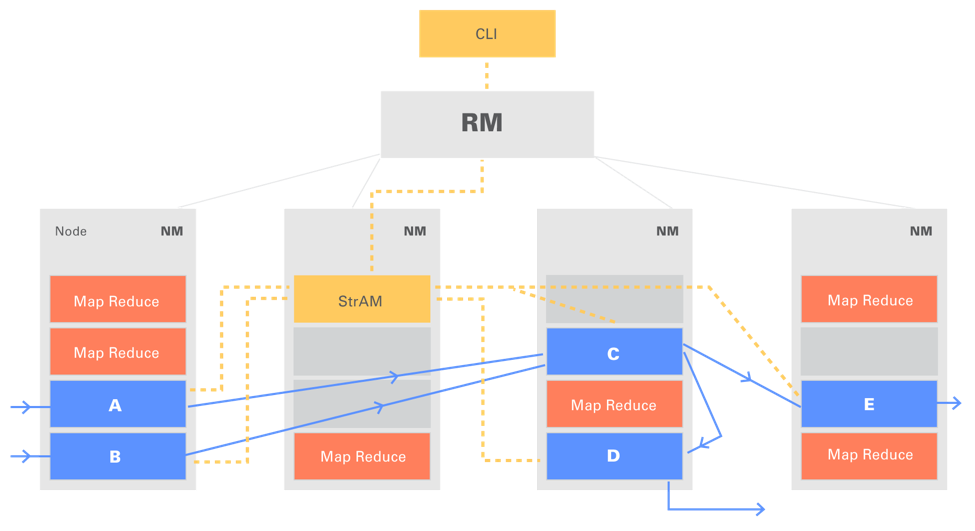 CLI
RM
Node NM
Map Reduce
Map Reduce
A
B
NM
StrAM
Map Reduce
NM
C
Map Reduce
D
NM
Map Reduce
E
Map Reduce